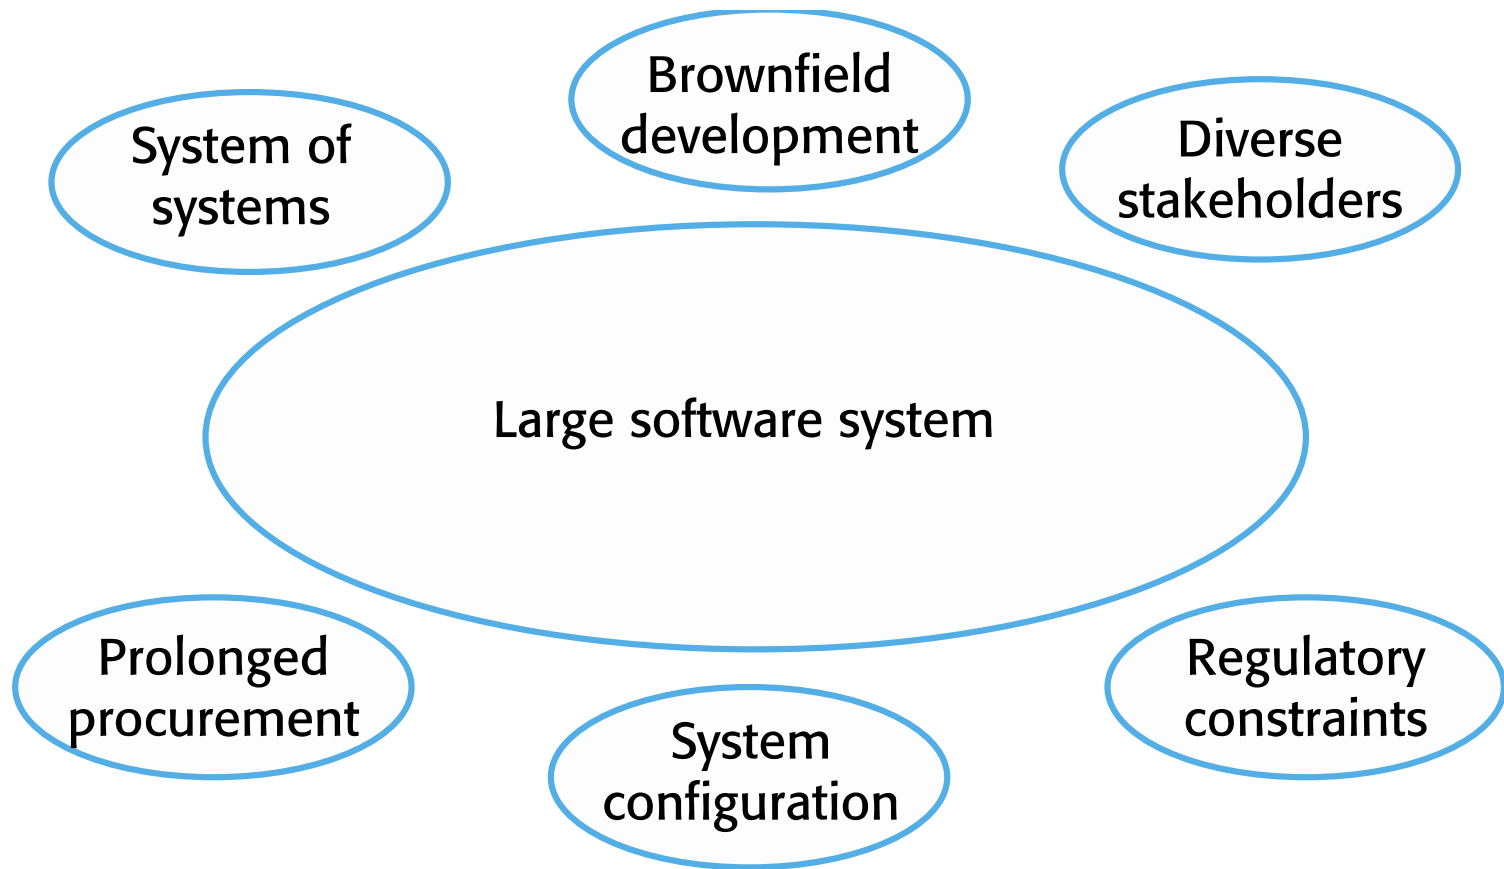 Brownfield
development
System of
systems
Diverse
stakeholders
Large software system
Prolonged
procurement
System
configuration
Regulatory
constraints